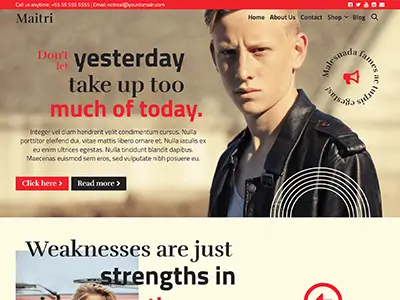 Call us anytime: +55 55 555 5555 | Email:
Maitri
Home About Us Contact Shop Blog
Don't let yesterday
take up too
much of today.
Malesuada fames ac turpis egestas!
Integer vel diam hendrerit velit condimentum cursus. Nulla
porttitor eleifend dui, vitae mattis libero ornare et. Nulla iaculis ex
eu enim ultrices egestas. Nulla tincidunt blandit dapibus.
Maecenas euismod sem eros, sed vulputate nibh posuere eu.
Click here
Read more
Weaknesses are just
strengths in